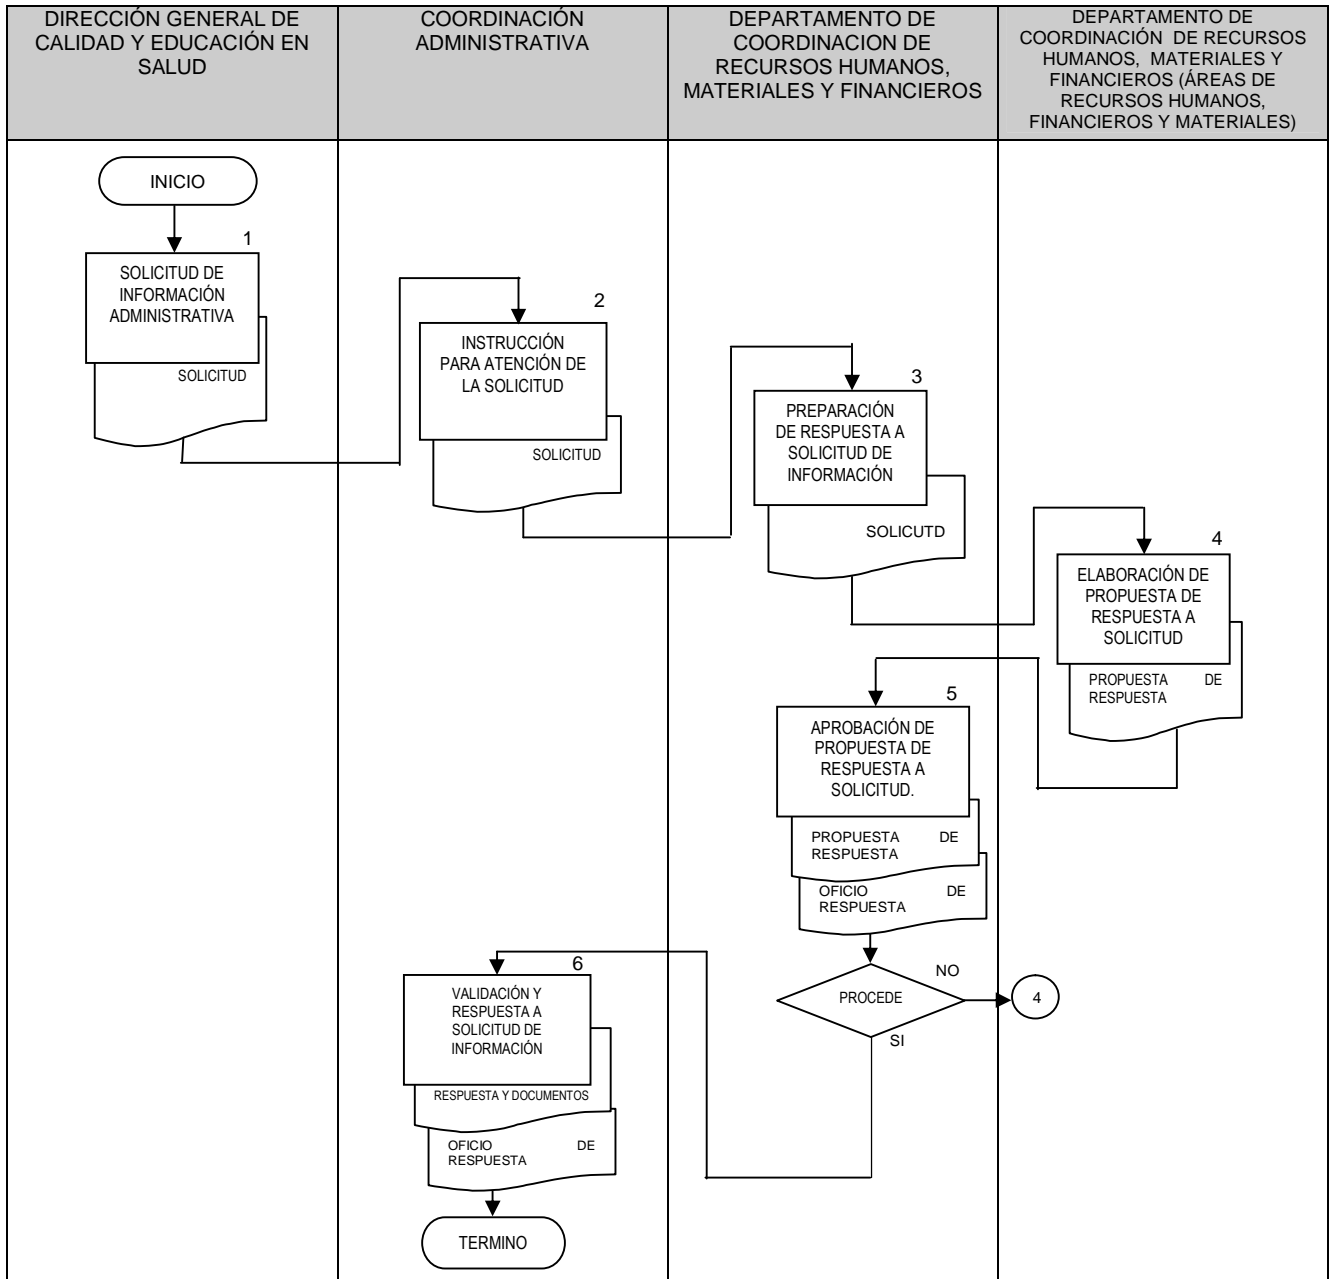 DIRECCIÓN GENERAL DE
CALIDAD Y EDUCACIÓN EN
SALUD
COORDINACIÓN
ADMINISTRATIVA
DEPARTAMENTO DE
COORDINACION DE
RECURSOS HUMANOS,
MATERIALES Y FINANCIEROS
DEPARTAMENTO DE
COORDINACIÓN DE RECURSOS
HUMANOS, MATERIALES Y
FINANCIEROS (ÁREAS DE
RECURSOS HUMANOS,
FINANCIEROS Y MATERIALES)
INICIO
1
SOLICITUD DE
INFORMACIÓN
ADMINISTRATIVA
SOLICITUD
2
INSTRUCCIÓN
PARA ATENCIÓN DE
LA SOLICITUD
SOLICITUD
3
PREPARACIÓN
DE RESPUESTA A
SOLICITUD DE
INFORMACIÓN
SOLICUTD
4
ELABORACIÓN DE
PROPUESTA DE
RESPUESTA A
SOLICITUD
PROPUESTA DE
RESPUESTA
5
APROBACIÓN DE
PROPUESTA DE
RESPUESTA A
SOLICITUD.
PROPUESTA DE
RESPUESTA
OFICIO DE
RESPUESTA
PROCEDE
NO
4
SI
6
VALIDACIÓN Y
RESPUESTA A
SOLICITUD DE
INFORMACIÓN
RESPUESTA Y DOCUMENTOS
OFICIO DE
RESPUESTA
TERMINO